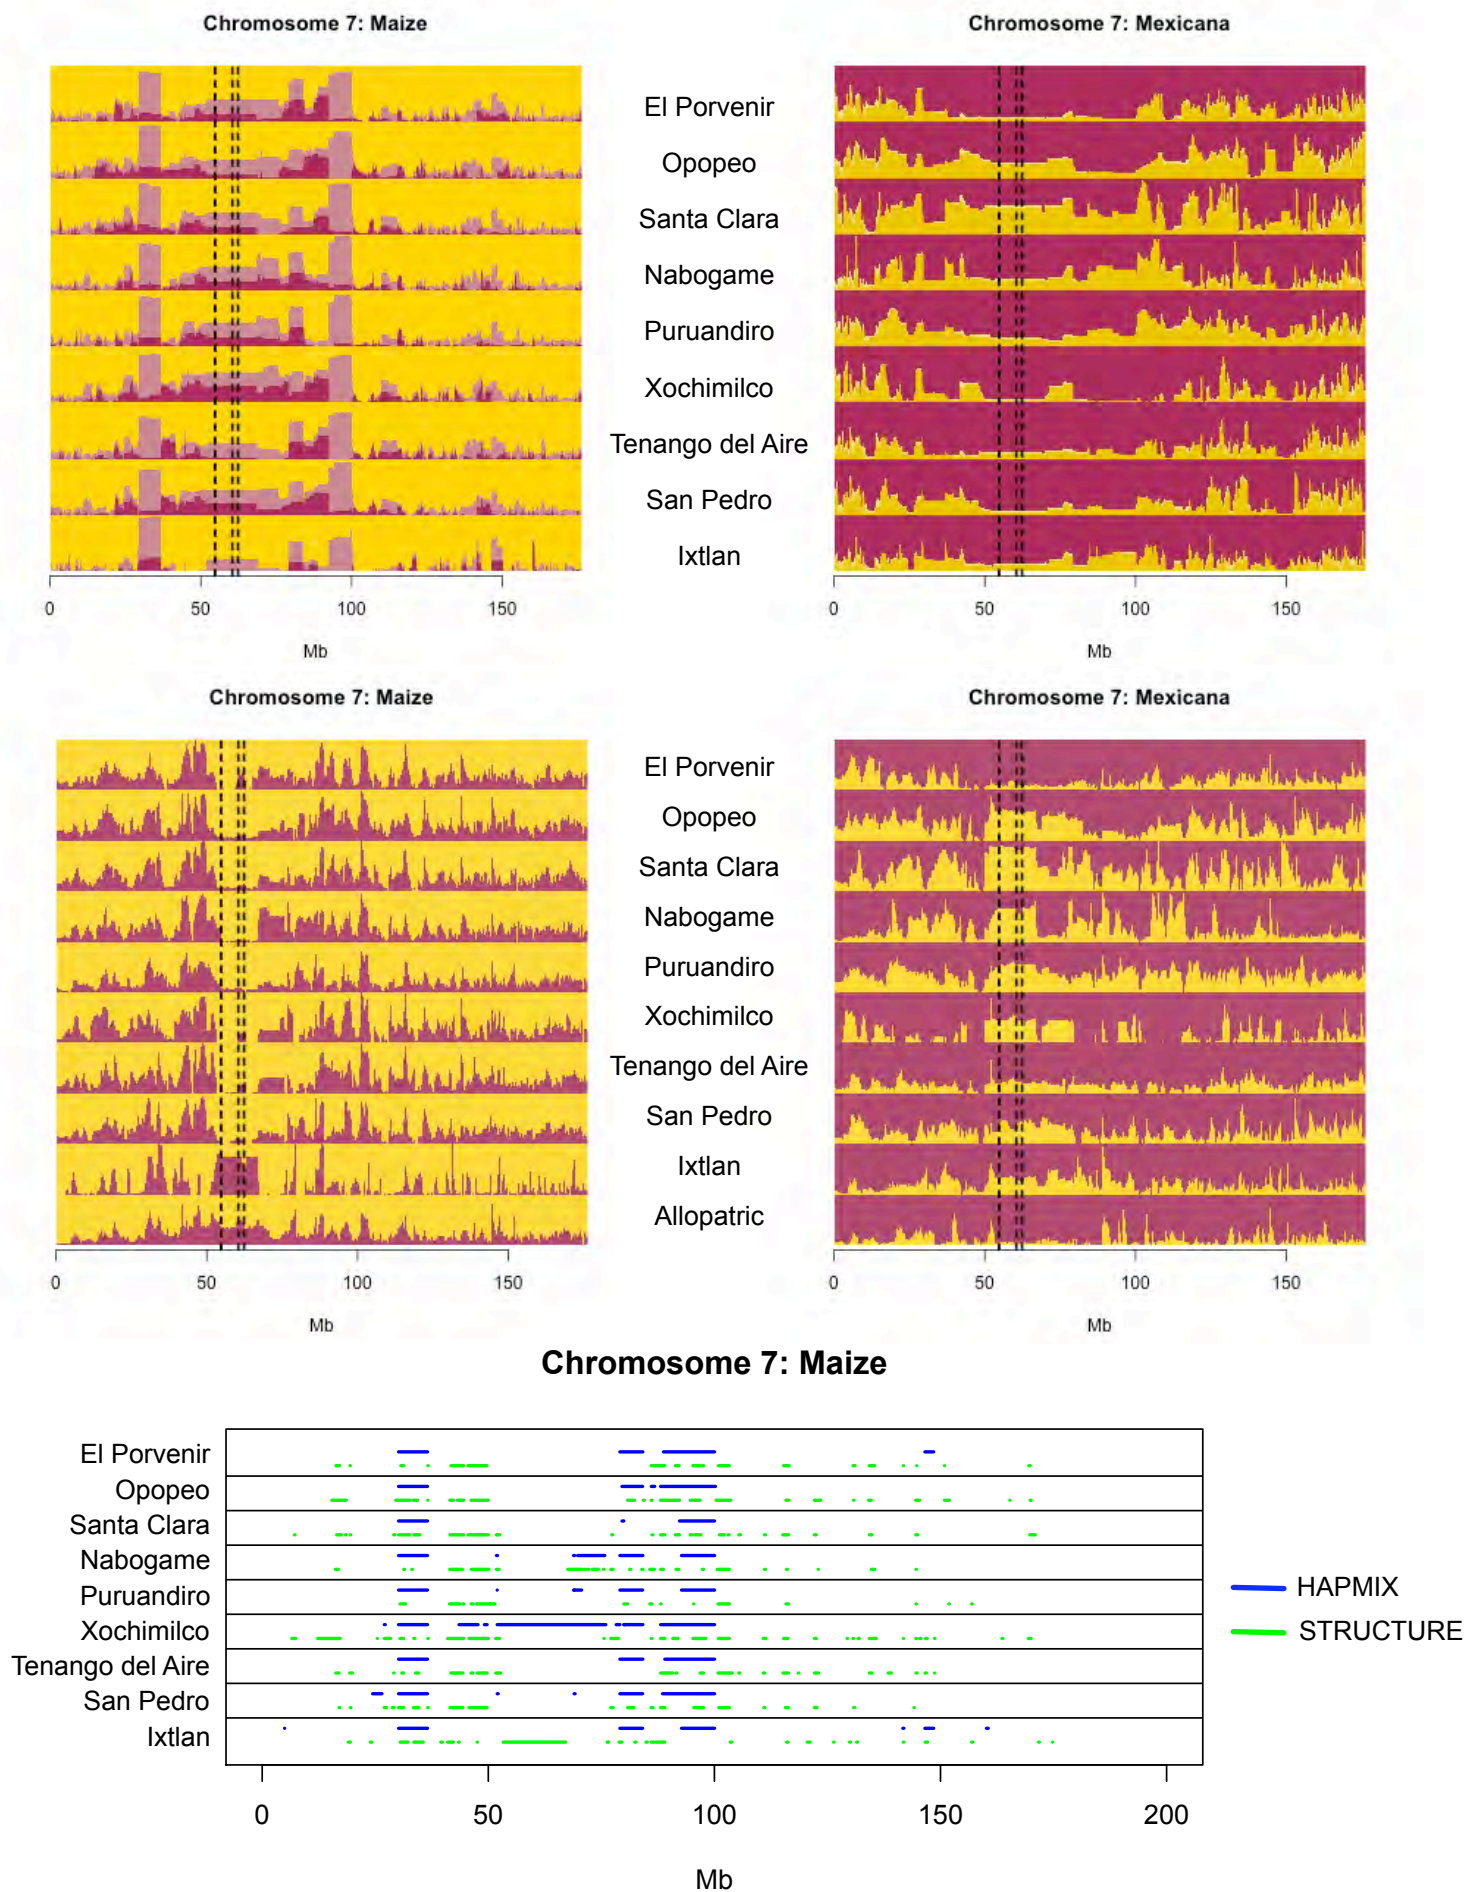 Chromosome 7: Maize
Chromosome 7: Mexicana
El Porvenir
Opopeo
Santa Clara
Nabogame
Puruandiro
Xochimilco
Tenango del Aire
San Pedro
Ixtlan
0 50 100 150
0 50 100 150
Mb
Mb
Chromosome 7: Maize
Chromosome 7: Mexicana
El Porvenir
Opopeo
Santa Clara
Nabogame
Puruandiro
Xochimilco
Tenango del Aire
San Pedro
Ixtlan
Allopatric
0 50 100 150
0 50 100 150
Mb
Mb
Chromosome 7: Maize
El Porvenir
Opopeo
Santa Clara
Nabogame
Puruandiro
Xochimilco
Tenango del Aire
San Pedro
Ixtlan
HAPMIX
STRUCTURE
0 50 100 150 200
Mb